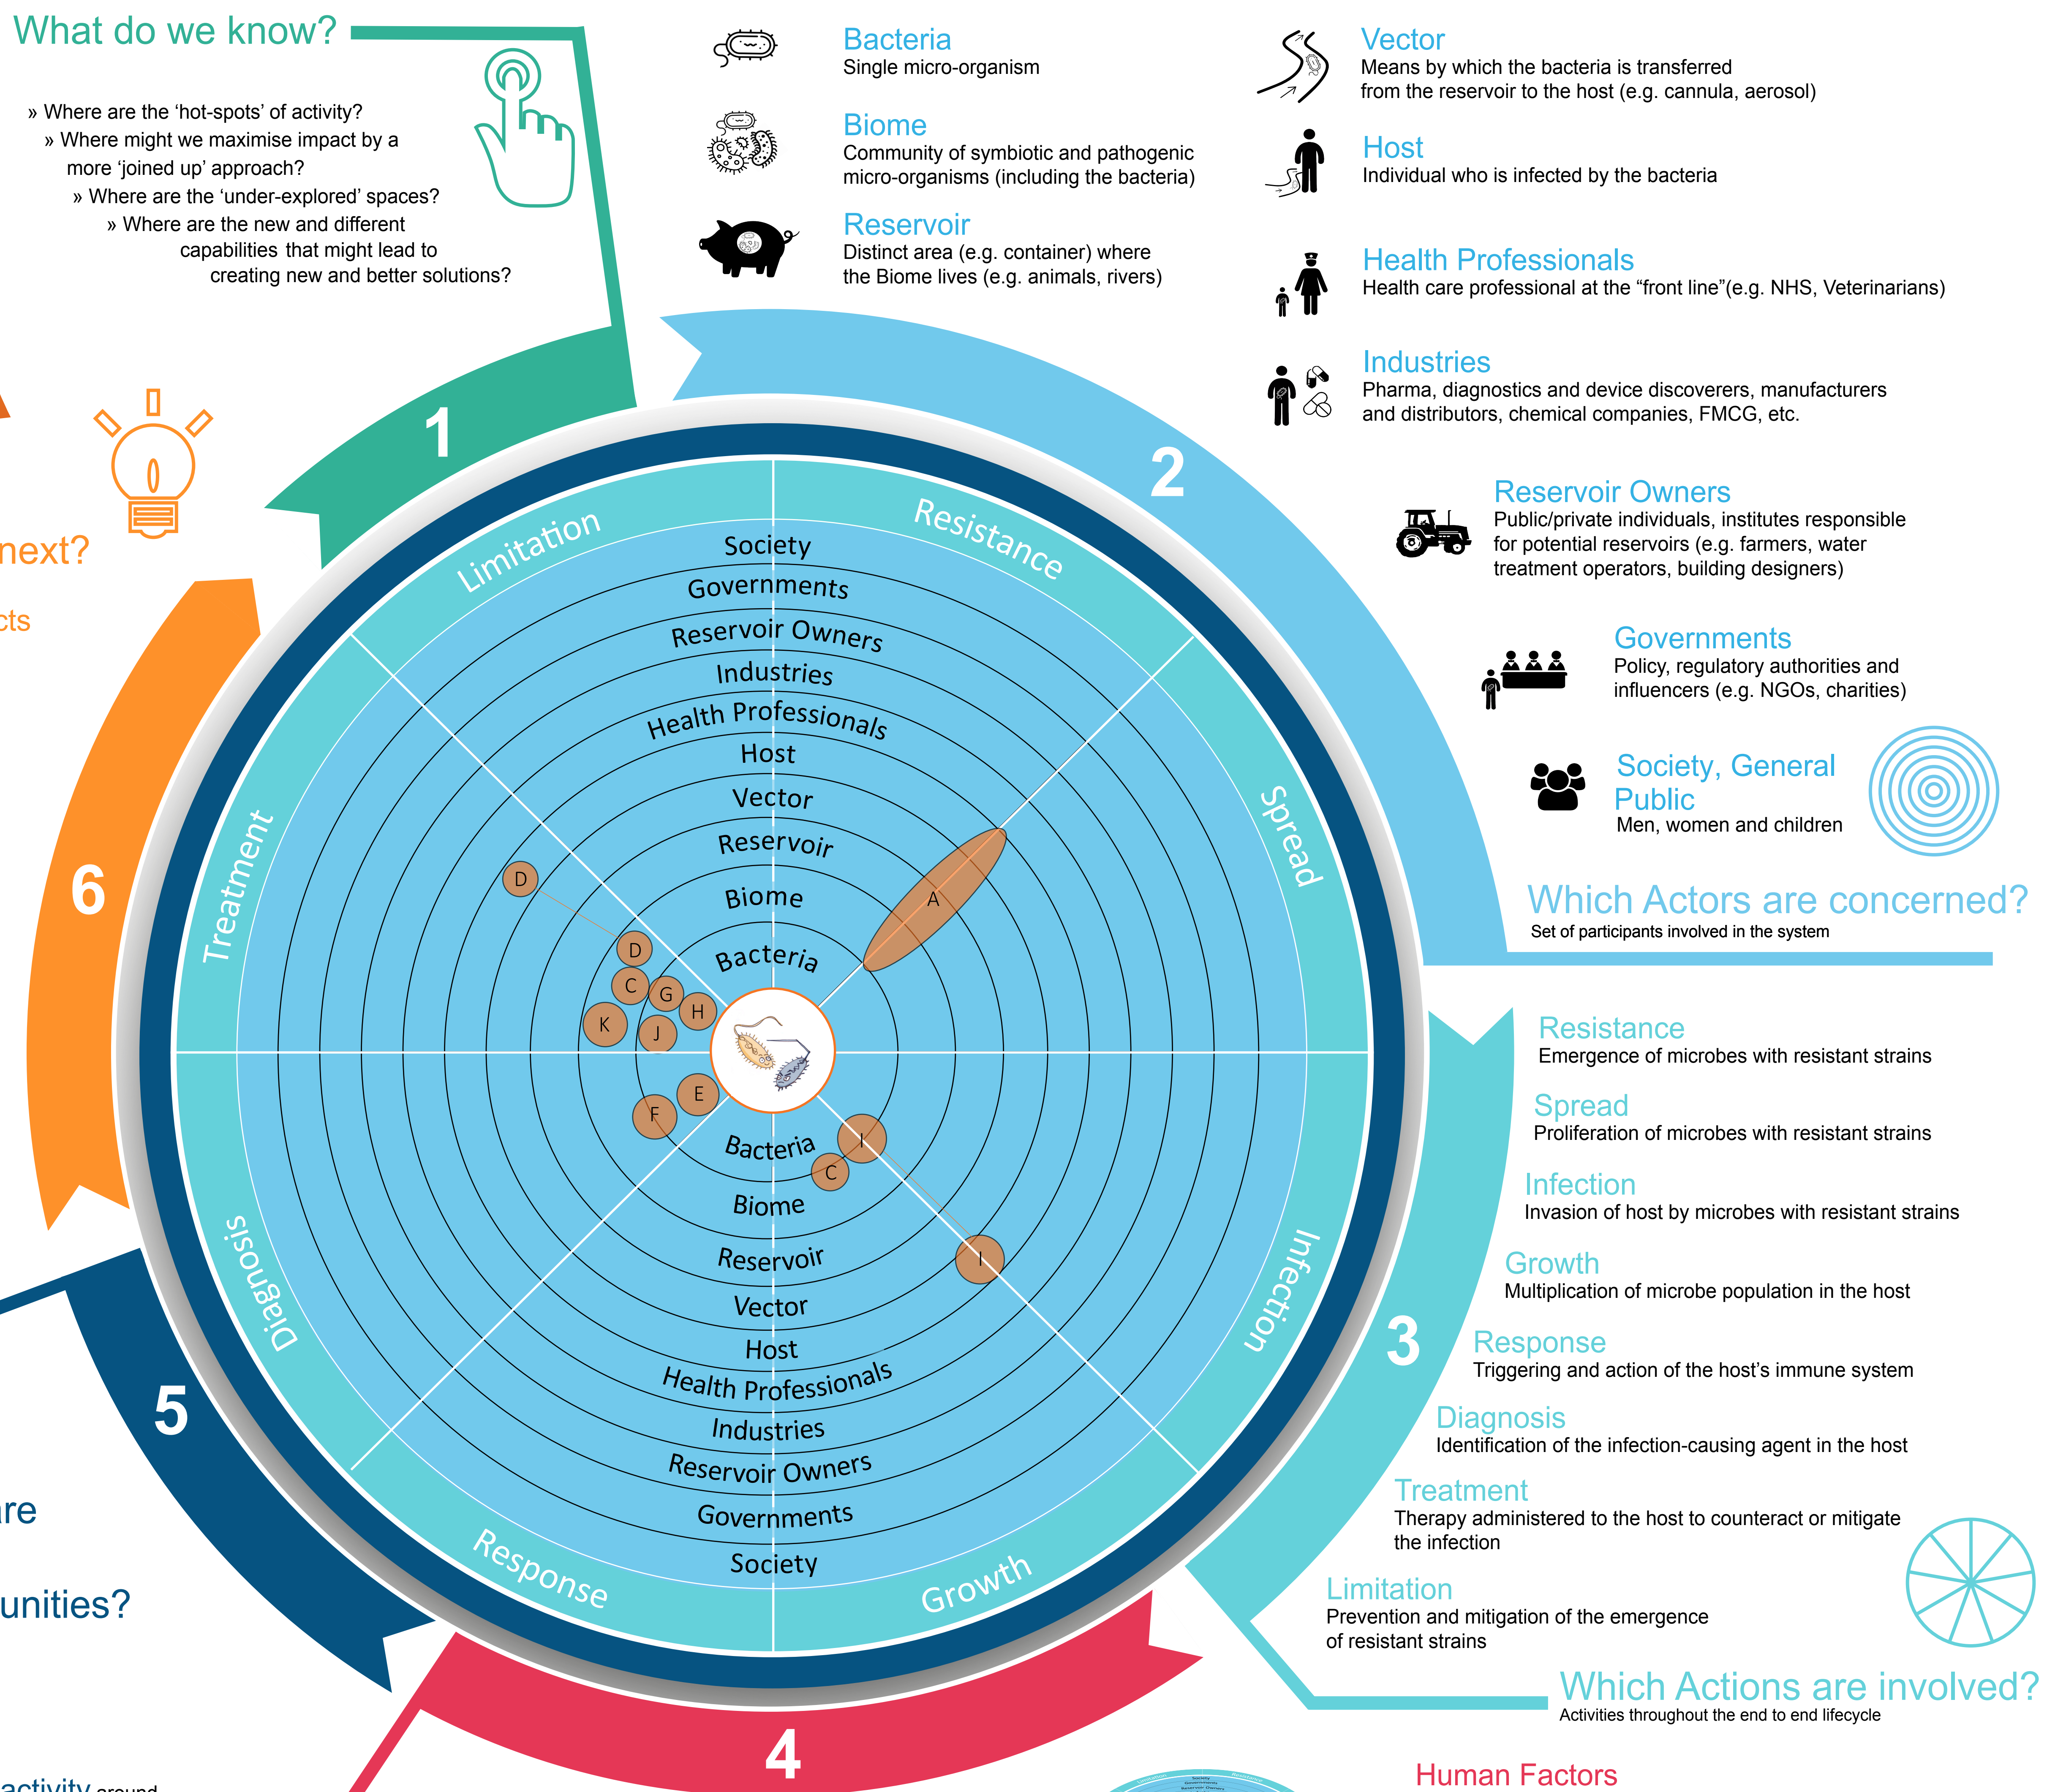 What do we know?
» Where are the ‘hot-spots’ of activity?
» Where might we maximise impact by a
more ‘joined up’ approach?
» Where are the ‘under-explored’ spaces?
» Where are the new and different
capabilities that might lead to
creating new and better solutions?
Bacteria
Single micro-organism
Biome
Community of symbiotic and pathogenic
micro-organisms (including the bacteria)
Reservoir
Distinct area (e.g. container) where
the Biome lives (e.g. animals, rivers)
Vector
Means by which the bacteria is transferred
from the reservoir to the host (e.g. cannula, aerosol)
Host
Individual who is infected by the bacteria
Health Professionals
Health care professional at the “front line”(e.g. NHS, Veterinarians)
Industries
Pharma, diagnostics and device discoverers, manufacturers
and distributors, chemical companies, FMCG, etc.
Reservoir Owners
Public/private individuals, institutes responsible
for potential reservoirs (e.g. farmers, water
treatment operators, building designers)
Governments
Policy, regulatory authorities and
influencers (e.g. NGOs, charities)
Society, General
Public
Men, women and children
Which Actors are concerned?
Set of participants involved in the system
1
2
3
4
5
6
next?
cts
Limitation
Resistance
Spread
Infection
Growth
Response
Diagnosis
Treatment
Society
Governments
Reservoir Owners
Industries
Health Professionals
Host
Vector
Reservoir
Biome
Bacteria
A
D
D
C
G
H
K
J
E
F
I
C
I
Bacteria
Biome
Reservoir
Vector
Host
Health Professionals
Industries
Reservoir Owners
Governments
Society
Resistance
Emergence of microbes with resistant strains
Spread
Proliferation of microbes with resistant strains
Infection
Invasion of host by microbes with resistant strains
Growth
Multiplication of microbe population in the host
Response
Triggering and action of the host’s immune system
Diagnosis
Identification of the infection-causing agent in the host
Treatment
Therapy administered to the host to counteract or mitigate
the infection
Limitation
Prevention and mitigation of the emergence
of resistant strains
Which Actions are involved?
Activities throughout the end to end lifecycle
are
unities?
activity around
Human Factors